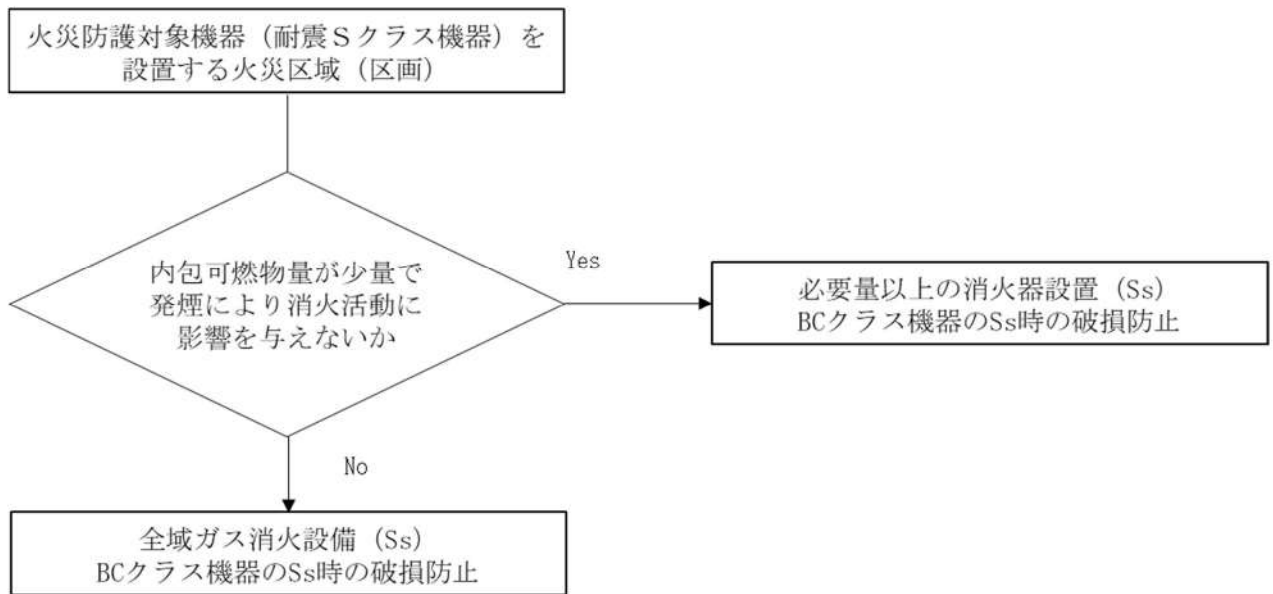 火災防護対象機器（耐震Ｓクラス機器）を
設置する火災区域（区画）
内包可燃物量が少量で
発煙により消火活動に
影響を与えないか
Yes
必要量以上の消火器設置（Ss）
BCクラス機器のSs時の破損防止
No
全域ガス消火設備（Ss）
BCクラス機器のSs時の破損防止